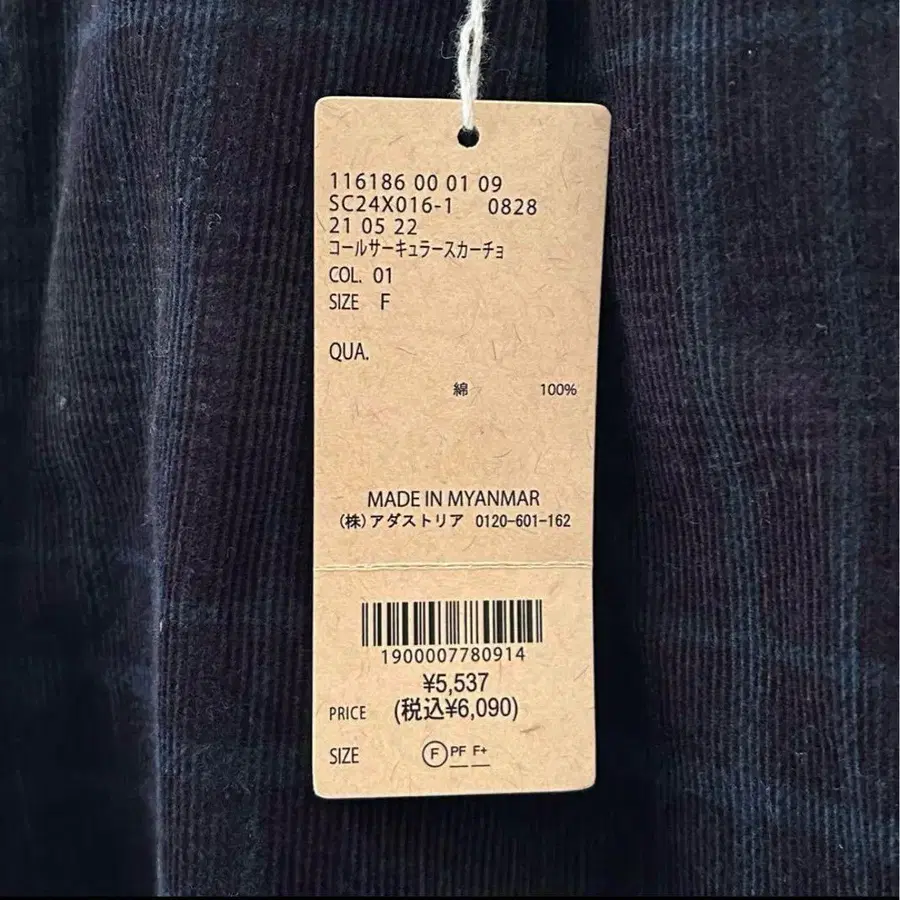 116186 00 01 09
SC24X016-1 0828
21 05 22
コールサーキュラースカーチョ
COL. 01
SIZE F
QUA.
綿 100%
MADE IN MYANMAR
(株)アダストリア 0120-601-162
1900007780914
¥5,537
PRICE (税込¥6,090)
SIZE F PF F+